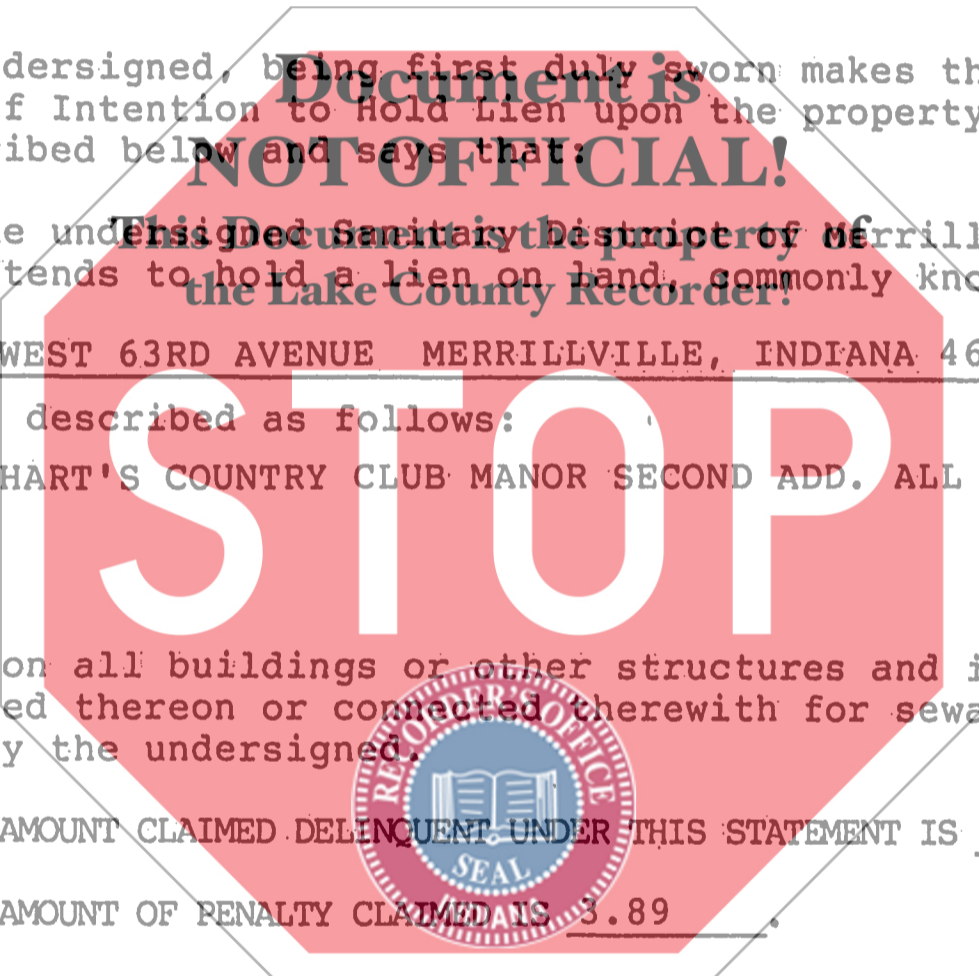 dersigned, being first duly sworn makes th
Document is
f Intention to Hold Lien upon the property
ribed below and says that:
NOT OFFICIAL!
e undersigned Sanitary District of Merrill
This Document is the property of
tends to hold a lien on land, commonly kno
the Lake County Recorder!
WEST 63RD AVENUE MERRILLVILLE, INDIANA 46
described as follows:
HART'S COUNTRY CLUB MANOR SECOND ADD. ALL
STOP
on all buildings or other structures and i
ed thereon or connected therewith for sewa
y the undersigned.
RECORDER'S OFFICE
SEAL
AMOUNT CLAIMED DELINQUENT UNDER THIS STATEMENT IS
AMOUNT OF PENALTY CLAIMED IS 3.89.